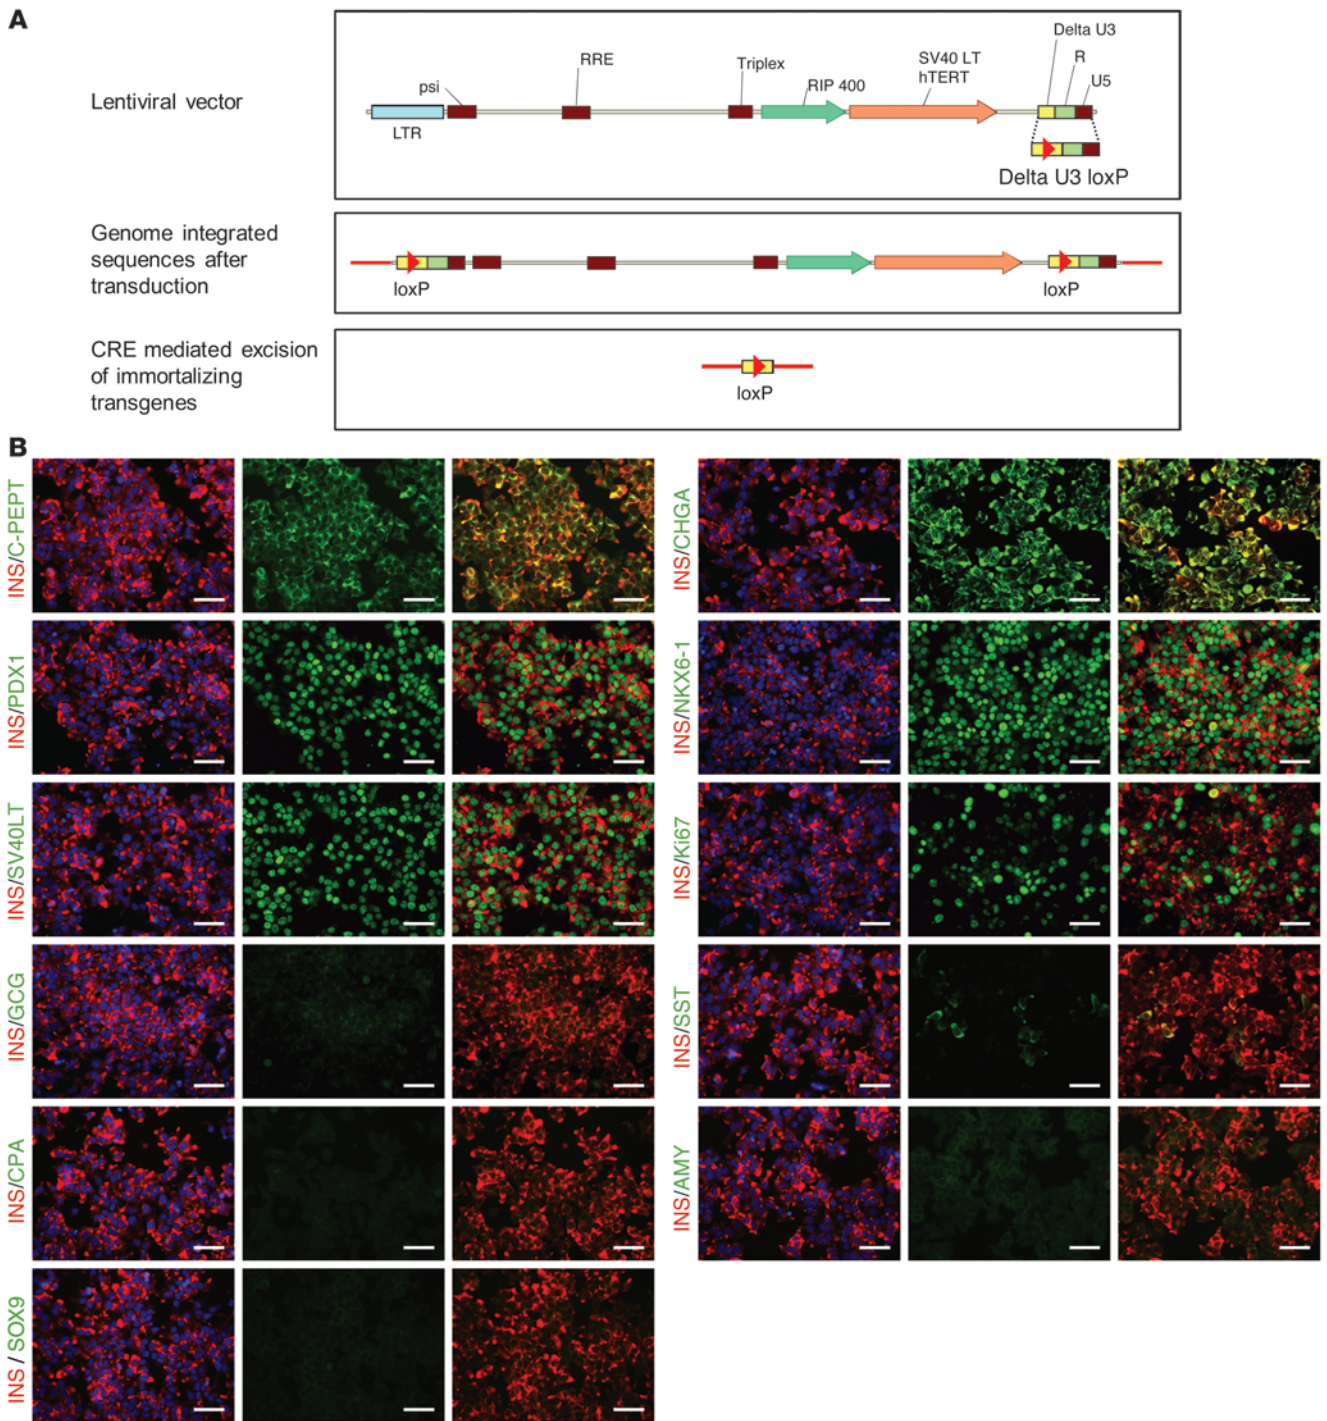 A
Lentiviral vector
psi
RRE
Triplex
RIP 400
SV40 LT
hTERT
Delta U3
R
U5
LTR
Delta U3 loxP
Genome integrated
sequences after
transduction
loxP
loxP
CRE mediated excision
of immortalizing
transgenes
loxP
B
INS/C-PEPT
INS/CHGA
INS/PDX1
INS/NKX6-1
INS/SV40LT
INS/Ki67
INS/GCG
INS/SST
INS/CPA
INS/AMY
INS / SOX9